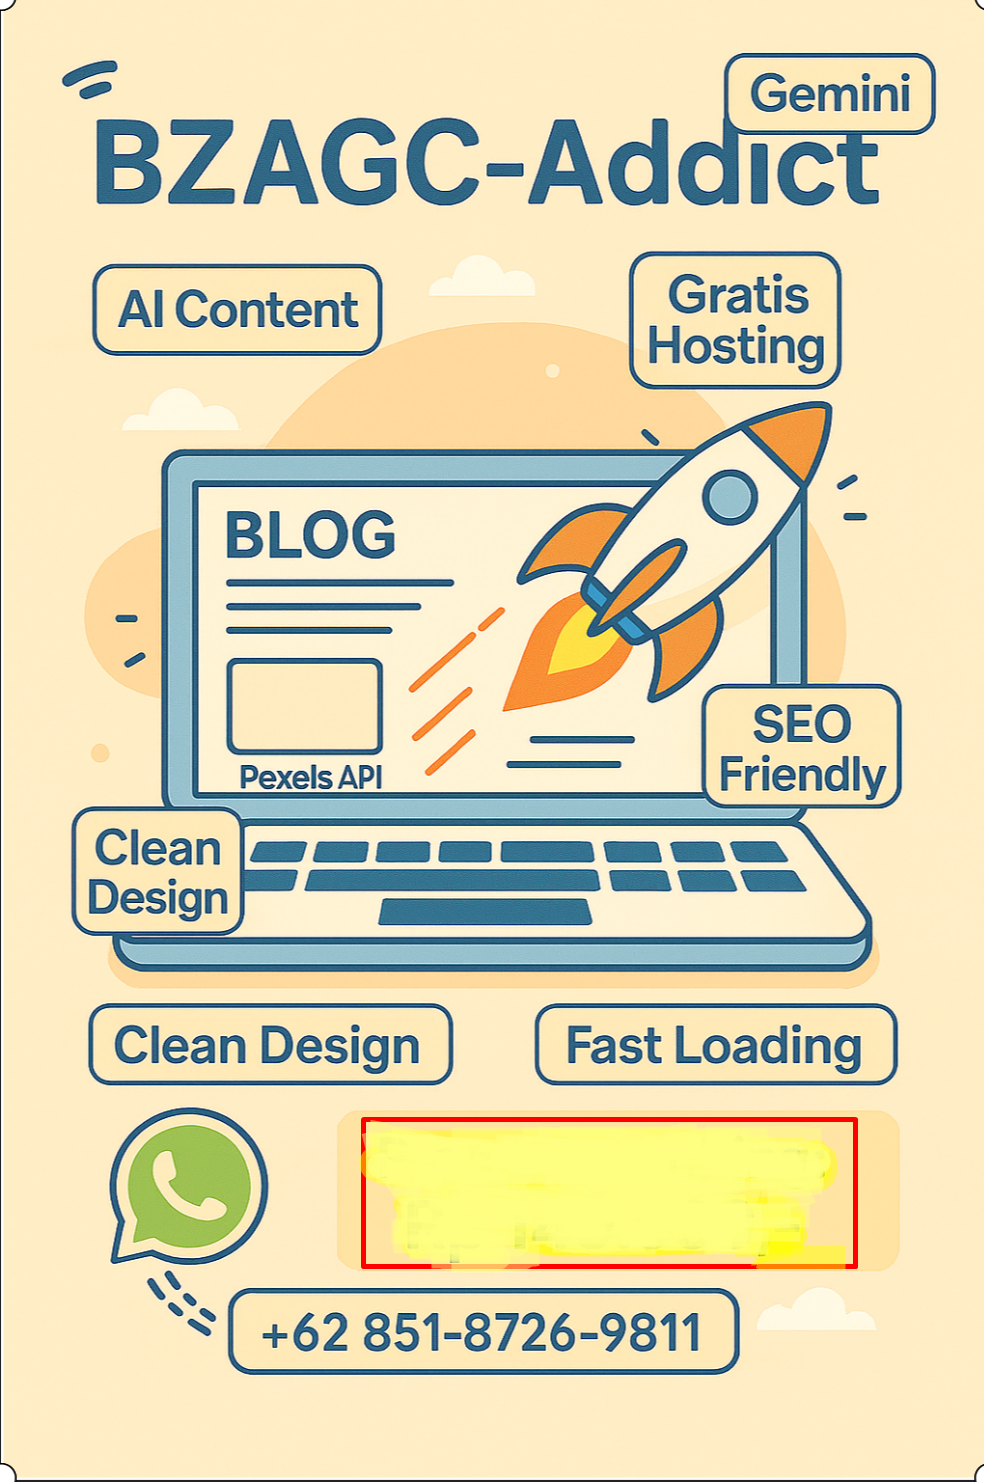 Gemini
BZAGC-Addict
AI Content
Gratis
Hosting
BLOG
Pexels API
SEO
Friendly
Clean
Design
Clean Design
Fast Loading
+62 851-8726-9811